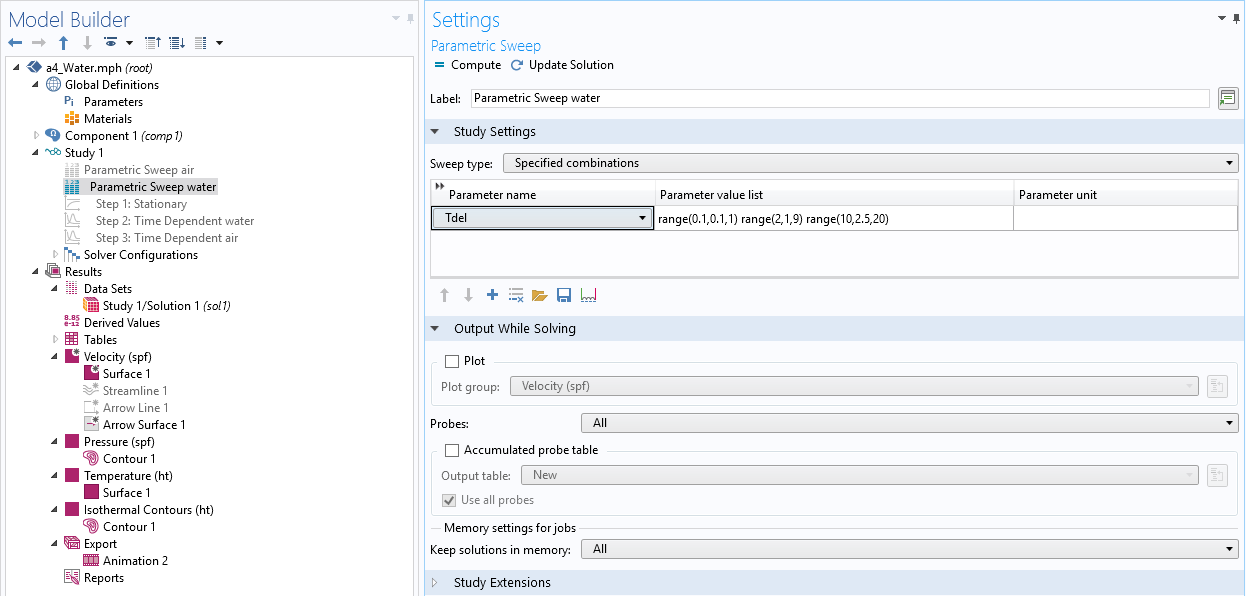 Model Builder
a4_Water.mph (root)
Global Definitions
Pi Parameters
Materials
Component 1 (comp1)
Study 1
Parametric Sweep air
Parametric Sweep water
Step 1: Stationary
Step 2: Time Dependent water
Step 3: Time Dependent air
Solver Configurations
Results
Data Sets
Study 1/Solution 1 (sol1)
8.85
e-12
Derived Values
Tables
Velocity (spf)
Surface 1
Streamline 1
Arrow Line 1
Arrow Surface 1
Pressure (spf)
Contour 1
Temperature (ht)
Surface 1
Isothermal Contours (ht)
Contour 1
Export
Animation 2
Reports
Settings
Parametric Sweep
= Compute Update Solution
Label: Parametric Sweep water
Study Settings
Sweep type: Specified combinations
Parameter name Parameter value list Parameter unit
Tdel range(0.1,0.1,1) range(2,1,9) range(10,2.5,20)
Output While Solving
Plot
Plot group: Velocity (spf)
Probes: All
Accumulated probe table
Output table: New
Use all probes
Memory settings for jobs
Keep solutions in memory: All
Study Extensions